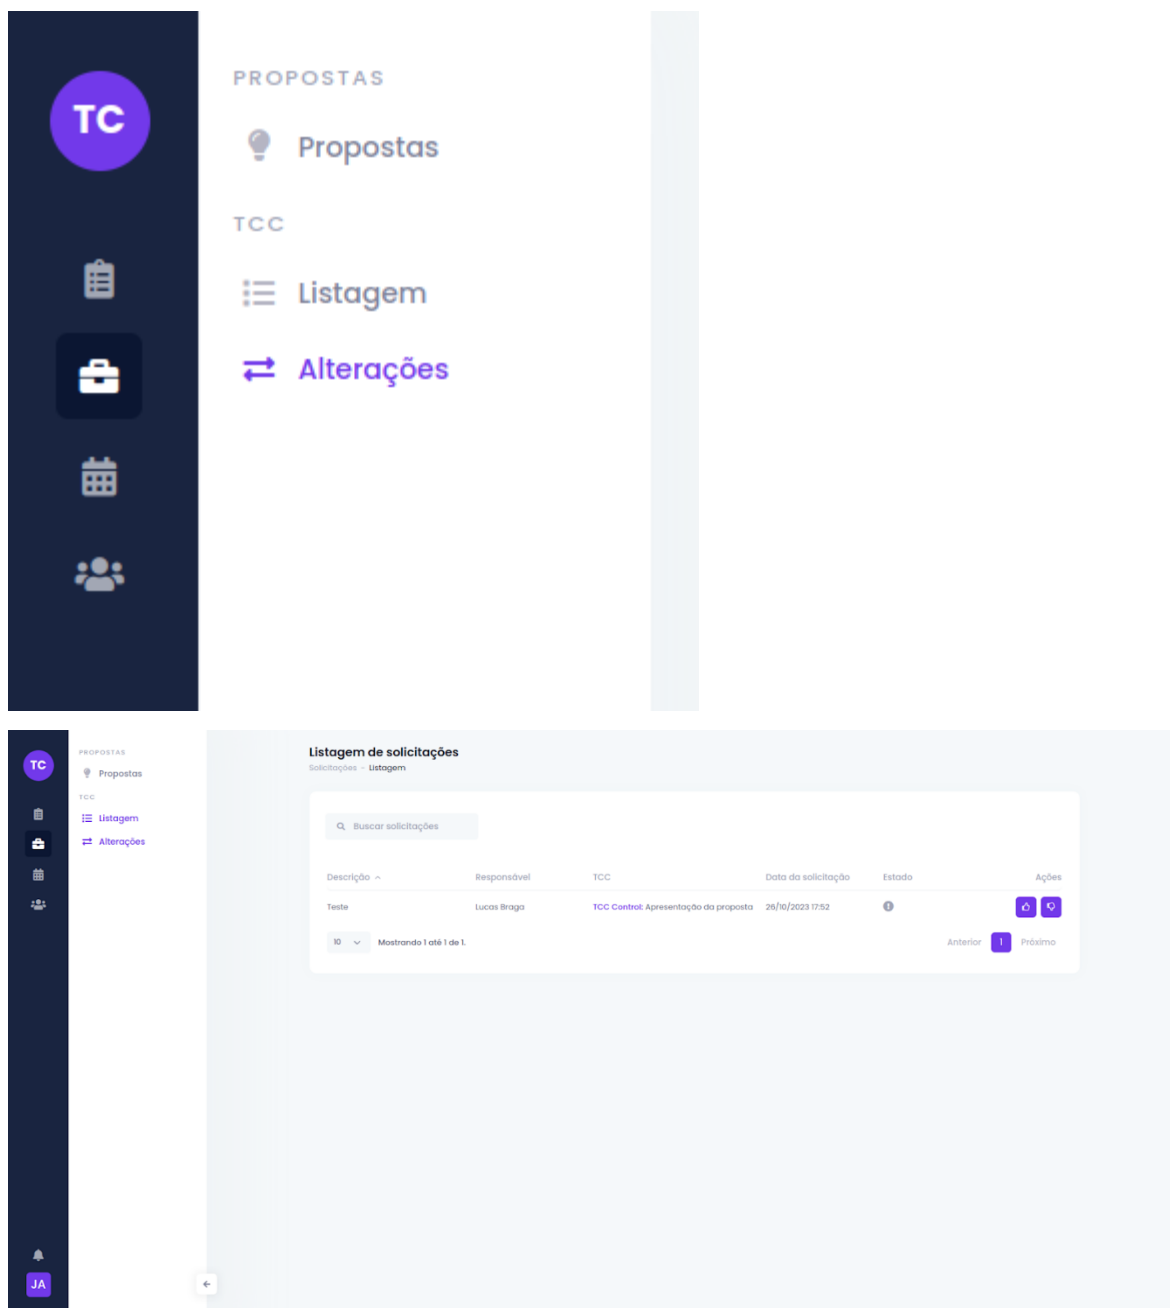 TC
PROPOSTAS
Propostas
TCC
Listagem
Alterações
TC
PROPOSTAS
Propostas
TCC
Listagem
Alterações
JA
Listagem de solicitações
Solicitações - Listagem
Buscar solicitações
Descrição Responsável TCC Data da solicitação Estado Ações
Teste Lucas Braga TCC Control: Apresentação da proposta 26/10/2023 17:52
10 Mostrando 1 até 1 de 1. Anterior 1 Próximo